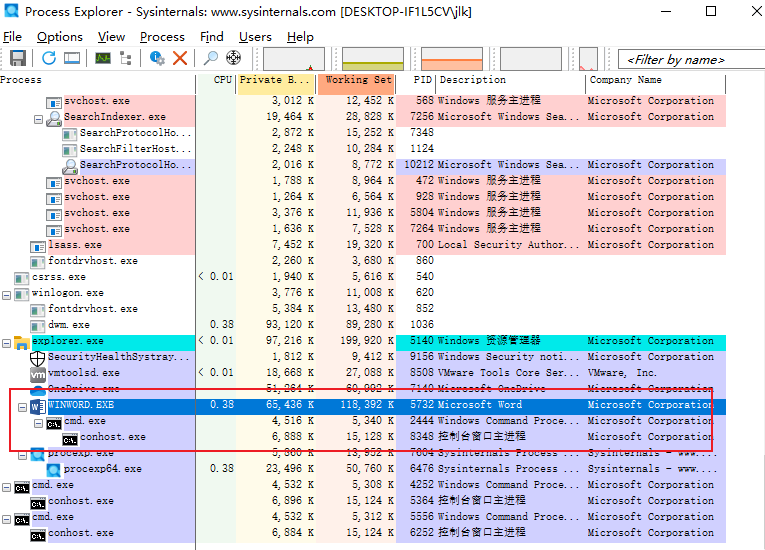 Process Explorer - Sysinternals: www.sysinternals.com [DESKTOP-IF1L5CV\jlk]
File Options View Process Find Users Help
<Filter by name>
Process CPU Private B... Working Set PID Description Company Name
svchost.exe 3,012 K 12,452 K 568 Windows 服务主进程 Microsoft Corporation
SearchIndexer.exe 19,464 K 28,828 K 7256 Microsoft Windows Sea... Microsoft Corporation
SearchProtocolHo... 2,872 K 15,252 K 7348
SearchFilterHost... 2,248 K 10,284 K 1124
SearchProtocolHo... 2,016 K 8,772 K 10212 Microsoft Windows Sea... Microsoft Corporation
svchost.exe 1,788 K 8,964 K 472 Windows 服务主进程 Microsoft Corporation
svchost.exe 1,264 K 6,564 K 928 Windows 服务主进程 Microsoft Corporation
svchost.exe 3,376 K 11,936 K 5804 Windows 服务主进程 Microsoft Corporation
svchost.exe 1,636 K 7,528 K 7264 Windows 服务主进程 Microsoft Corporation
lsass.exe 7,452 K 19,320 K 700 Local Security Author... Microsoft Corporation
fontdrvhost.exe 2,260 K 3,680 K 860
csrss.exe < 0.01 1,940 K 5,616 K 540
winlogon.exe 3,776 K 11,008 K 620
fontdrvhost.exe 5,384 K 13,480 K 852
dwm.exe 0.38 93,120 K 89,280 K 1036
explorer.exe < 0.01 97,216 K 199,920 K 5140 Windows 资源管理器 Microsoft Corporation
SecurityHealthSystray... 1,812 K 9,412 K 9156 Windows Security noti... Microsoft Corporation
vmtoolsd.exe < 0.01 18,668 K 27,088 K 8508 VMware Tools Core Ser... VMware, Inc.
OneDrive.exe 51,264 K 60,082 K 7140 Microsoft OneDrive Microsoft Corporation
WINWORD.EXE 0.38 65,436 K 118,392 K 5732 Microsoft Word Microsoft Corporation
cmd.exe 4,516 K 5,340 K 2444 Windows Command Proce... Microsoft Corporation
conhost.exe 6,888 K 15,128 K 8348 控制台窗口主进程 Microsoft Corporation
procexp.exe 13,952 K 7604 Sysinternals Process ... Sysinternals - www....
procexp64.exe 0.38 23,496 K 50,760 K 6476 Sysinternals Process ... Sysinternals - www....
cmd.exe 4,532 K 5,308 K 4252 Windows Command Proce... Microsoft Corporation
conhost.exe 6,896 K 15,124 K 5364 控制台窗口主进程 Microsoft Corporation
cmd.exe 4,532 K 5,312 K 5556 Windows Command Proce... Microsoft Corporation
conhost.exe 6,884 K 15,124 K 6252 控制台窗口主进程 Microsoft Corporation